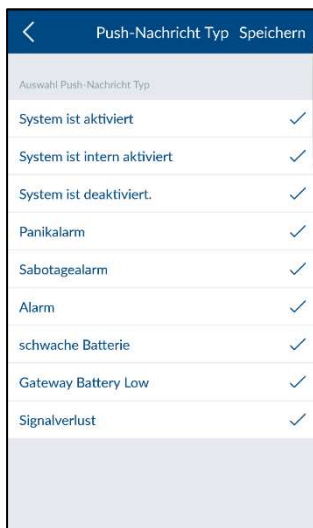 Push-Nachricht Typ Speichern
Auswahl Push-Nachricht Typ
System ist aktiviert
System ist intern aktiviert
System ist deaktiviert.
Panikalarm
Sabotagealarm
Alarm
schwache Batterie
Gateway Battery Low
Signalverlust